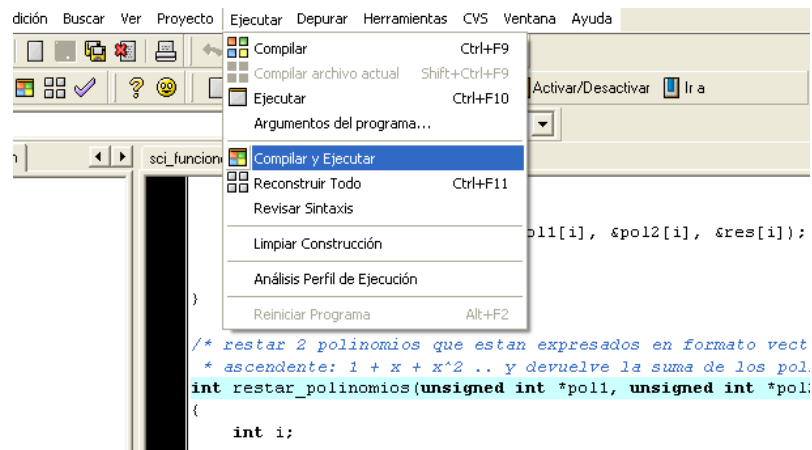 dición Buscar Ver Proyecto Ejecutar Depurar Herramientas CVS Ventana Ayuda
Compilar Ctrl+F9
Compilar archivo actual Shift+Ctrl+F9
Activar/Desactivar Ir a
Ejecutar Ctrl+F10
Argumentos del programa...
sci_funcion
Compilar y Ejecutar
Reconstruir Todo Ctrl+F11
Revisar Sintaxis
ol1[i], &pol2[i], &res[i]);
Limpiar Construcción
Análisis Perfil de Ejecución
}
Reiniciar Programa Alt+F2
/* restar 2 polinomios que estan expresados en formato vect
* ascendente: 1 + x + x^2 .. y devuelve la suma de los pol
int restar_polinomios(unsigned int *pol1, unsigned int *pol2
{
int i;